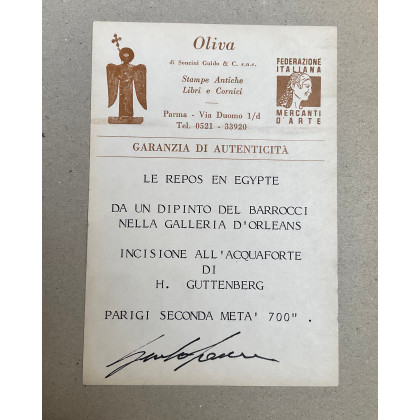 Oliva
di Soncini Guido & C. s.n.c.
Stampe Antiche
Libri e Cornici
Parma - Via Duomo 1/d
Tel. 0521 - 33920
FEDERAZIONE
ITALIANA
MERCANTI
D'ARTE
GARANZIA DI AUTENTICITÀ
LE REPOS EN EGYPTE
DA UN DIPINTO DEL BARROCCI
NELLA GALLERIA D'ORLEANS
INCISIONE ALL'ACQUAFORTE
DI
H. GUTTENBERG
PARIGI SECONDA META' 700" .